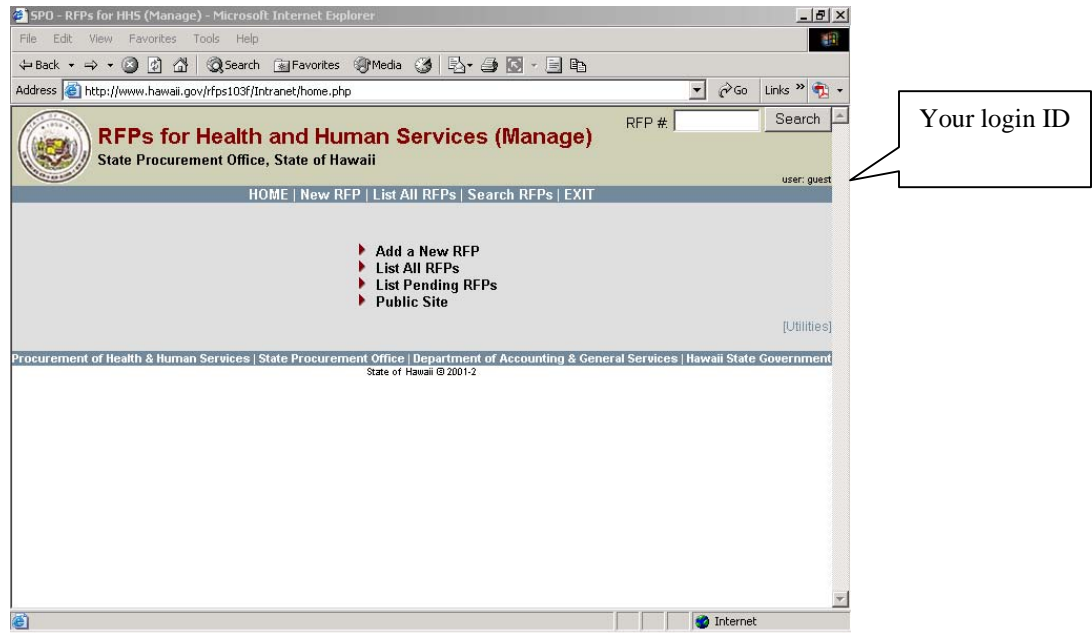 SPO - RFPs for HHS (Manage) - Microsoft Internet Explorer
File Edit View Favorites Tools Help
Back Search Favorites Media
Address http://www.hawaii.gov/rfps103f/Intranet/home.php Go Links »
RFPs for Health and Human Services (Manage)
State Procurement Office, State of Hawaii
RFP #: Search
user: guest
HOME | New RFP | List All RFPs | Search RFPs | EXIT
Add a New RFP
List All RFPs
List Pending RFPs
Public Site
[Utilities]
Procurement of Health & Human Services | State Procurement Office | Department of Accounting & General Services | Hawaii State Government
State of Hawaii © 2001-2
Internet
Your login ID